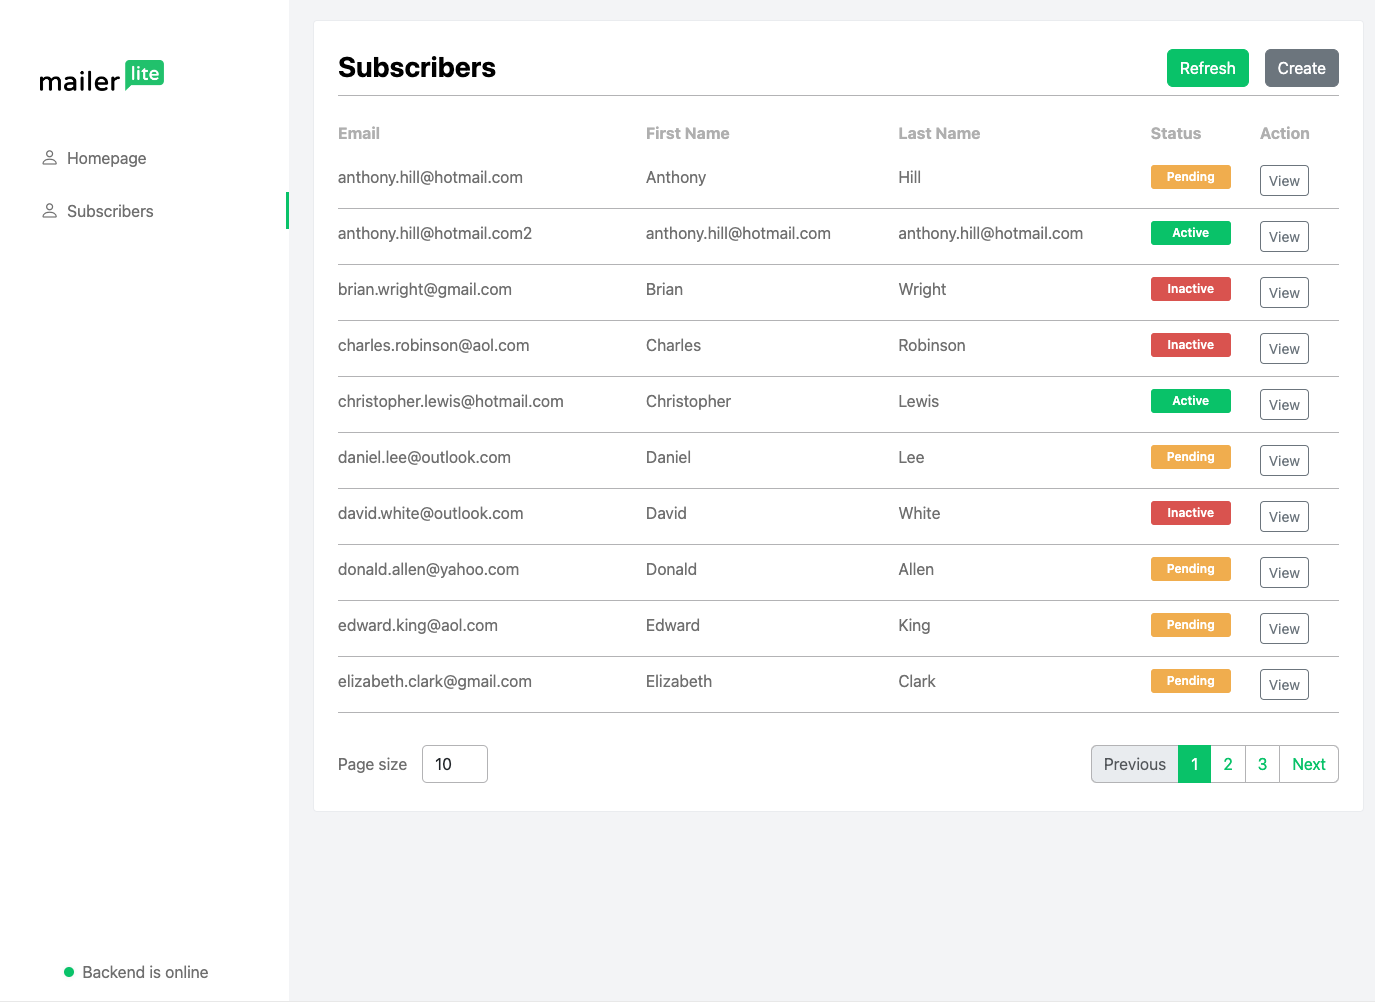 mailer lite
Homepage
Subscribers
Backend is online
Subscribers Refresh Create
Email First Name Last Name Status Action
anthony.hill@hotmail.com Anthony Hill Pending View
anthony.hill@hotmail.com2 anthony.hill@hotmail.com anthony.hill@hotmail.com Active View
brian.wright@gmail.com Brian Wright Inactive View
charles.robinson@aol.com Charles Robinson Inactive View
christopher.lewis@hotmail.com Christopher Lewis Active View
daniel.lee@outlook.com Daniel Lee Pending View
david.white@outlook.com David White Inactive View
donald.allen@yahoo.com Donald Allen Pending View
edward.king@aol.com Edward King Pending View
elizabeth.clark@gmail.com Elizabeth Clark Pending View
Page size 10 Previous 1 2 3 Next